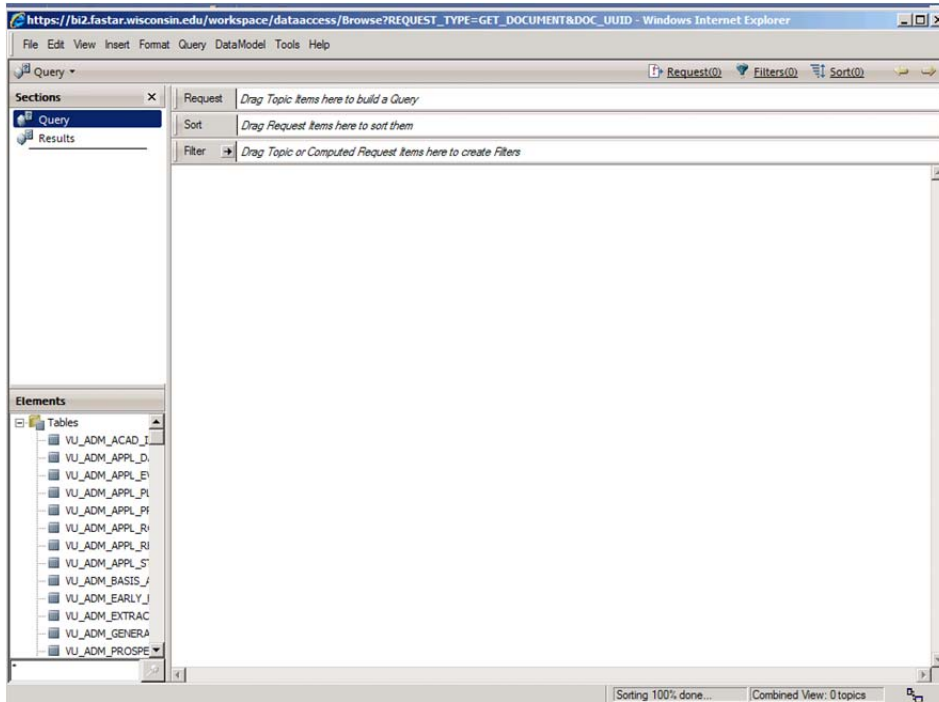 https://bi2.fastar.wisconsin.edu/workspace/dataaccess/Browse?REQUEST_TYPE=GET_DOCUMENT&DOC_UUID - Windows Internet Explorer
File Edit View Insert Format Query DataModel Tools Help
Query Request(0) Filters(0) Sort(0)
Sections
Request Drag Topic Items here to build a Query
Query
Sort Drag Request Items here to sort them
Results
Filter Drag Topic or Computed Request Items here to create Filters
Elements
Tables
VU_ADM_ACAD_I
VU_ADM_APPL_D
VU_ADM_APPL_E
VU_ADM_APPL_PL
VU_ADM_APPL_PR
VU_ADM_APPL_R
VU_ADM_APPL_RE
VU_ADM_APPL_ST
VU_ADM_BASIS_A
VU_ADM_EARLY_
VU_ADM_EXTRAC
VU_ADM_GENERA
VU_ADM_PROSPE
*
Sorting 100% done... Combined View: 0 topics